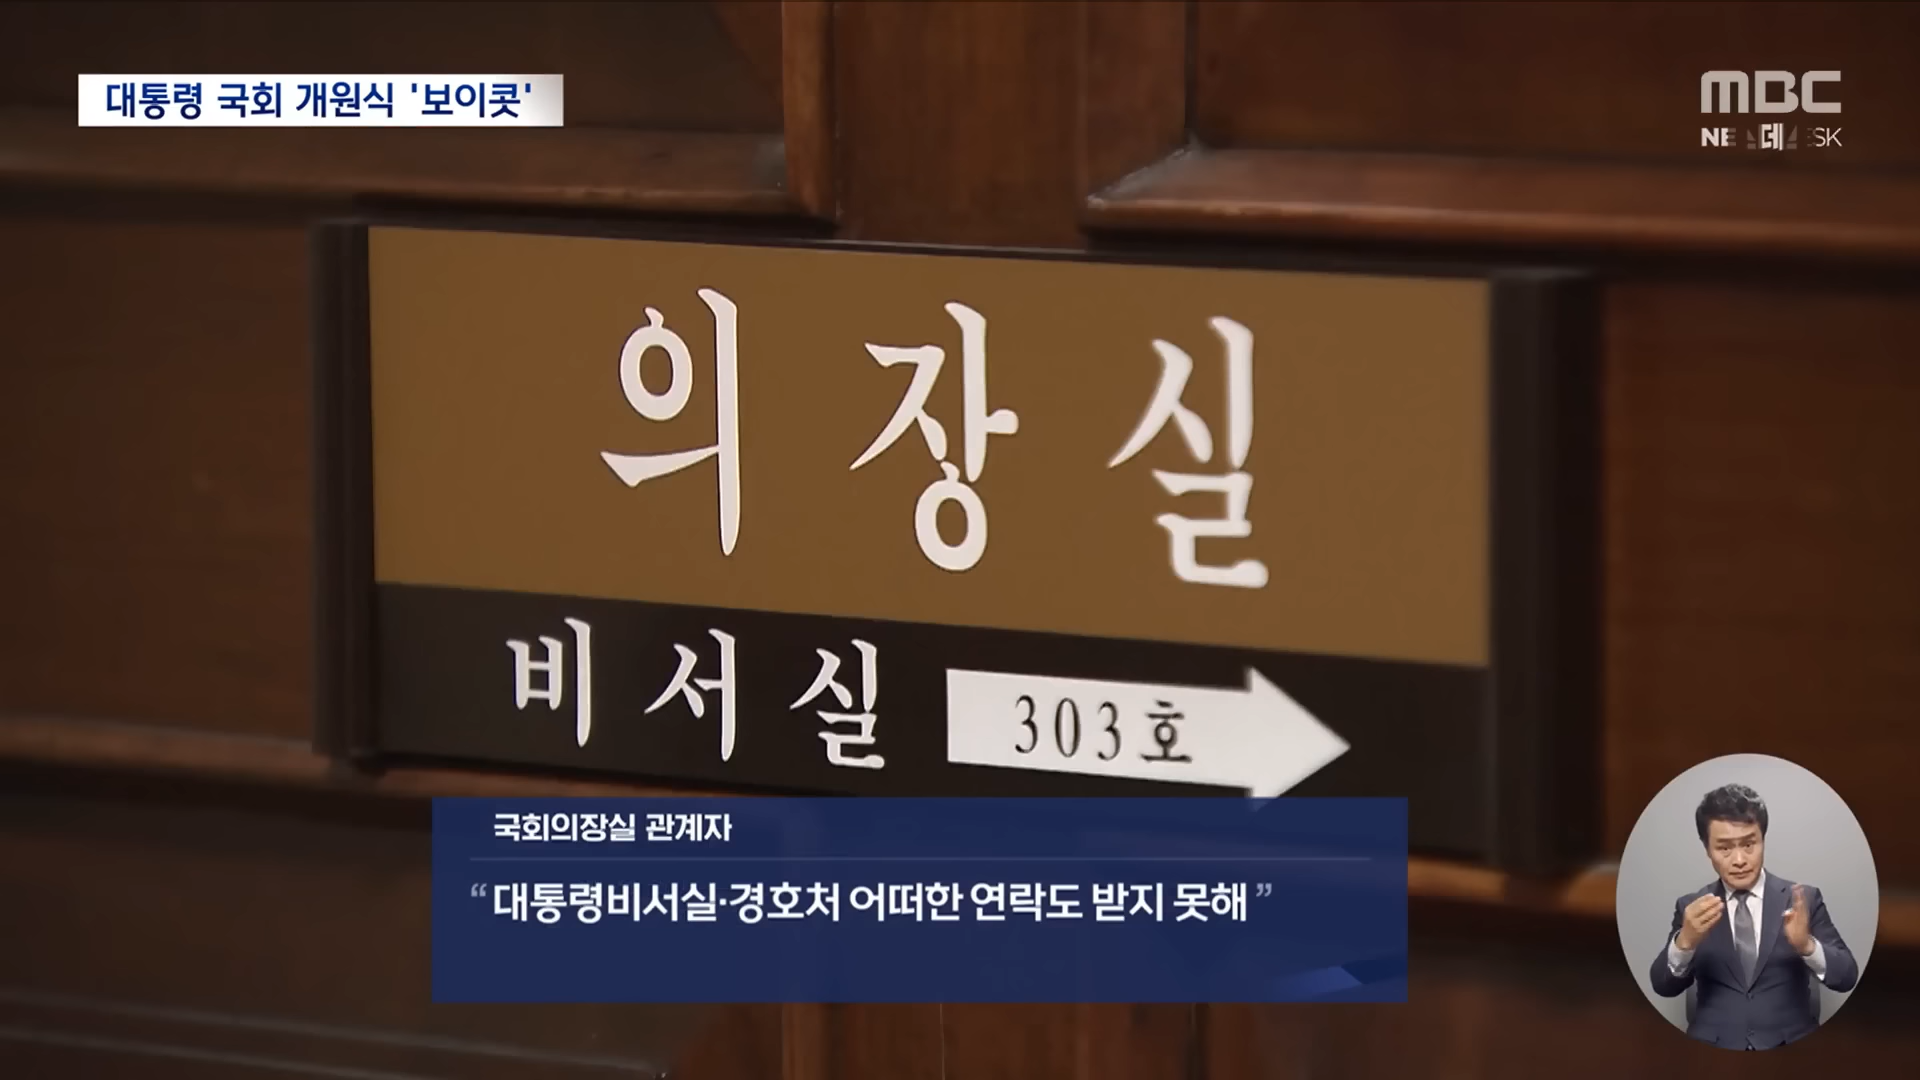 대통령 국회 개원식 '보이콧'
MBC
의장실
비서실 303호
국회의장실 관계자
“대통령비서실·경호처 어떠한 연락도 받지 못해”